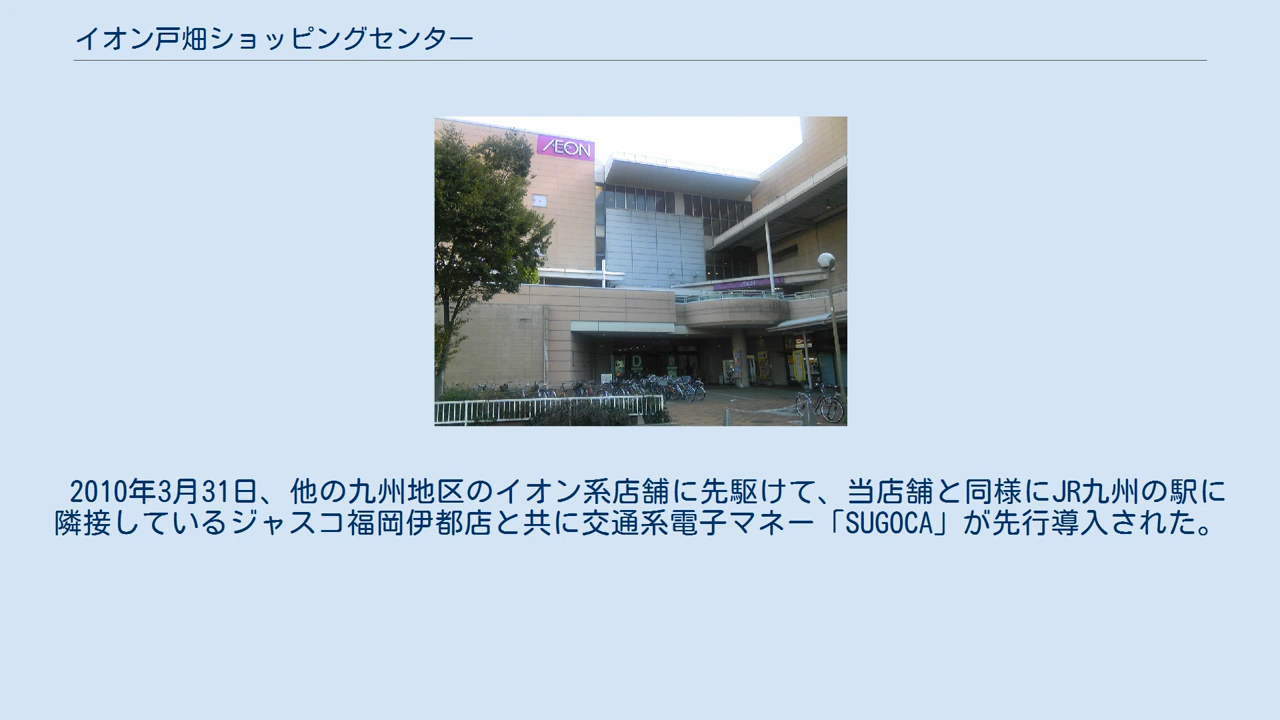 イオン戸畑ショッピングセンター
ÆON
D
2010年3月31日、他の九州地区のイオン系店舗に先駆けて、当店舗と同様にJR九州の駅に
隣接しているジャスコ福岡伊都店と共に交通系電子マネー「SUGOCA」が先行導入された。